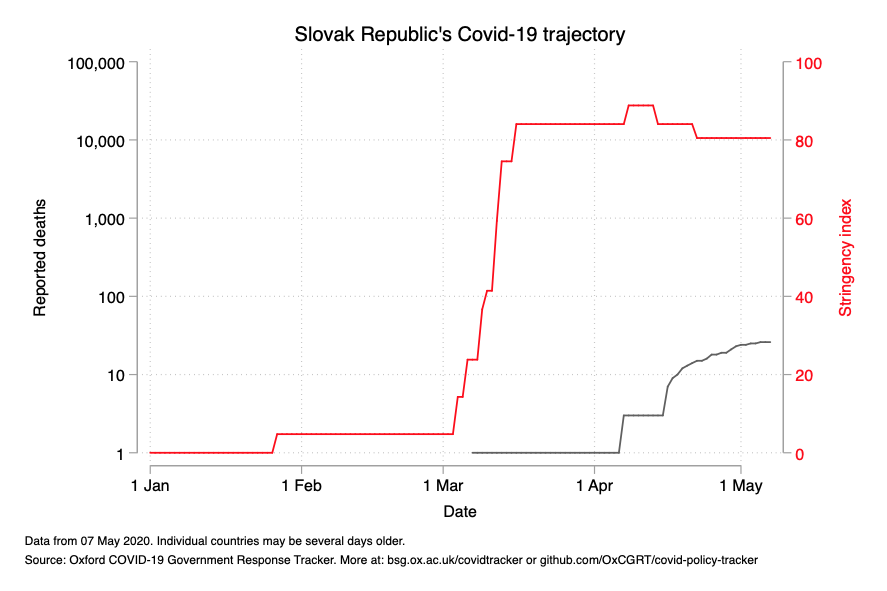 Slovak Republic's Covid-19 trajectory
100,000
10,000
1,000
100
10
1
Reported deaths
100
80
60
40
20
0
Stringency index
1 Jan
1 Feb
1 Mar
1 Apr
1 May
Date
Data from 07 May 2020. Individual countries may be several days older.
Source: Oxford COVID-19 Government Response Tracker. More at: bsg.ox.ac.uk/covidtracker or github.com/OxCGRT/covid-policy-tracker